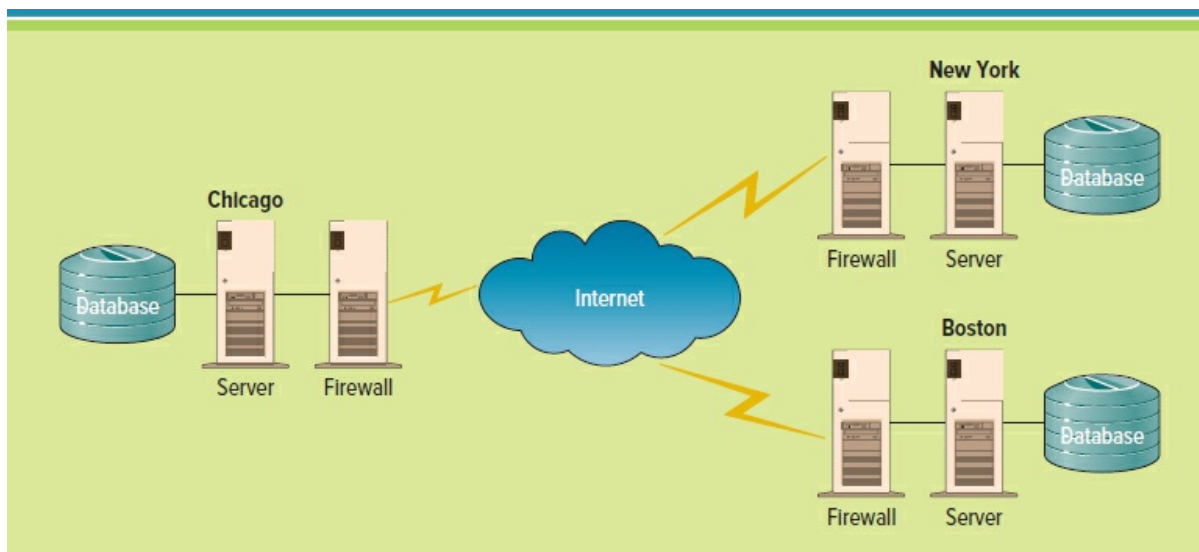 New York
Database
Firewall
Server
Chicago
Database
Server
Firewall
Internet
Boston
Database
Firewall
Server